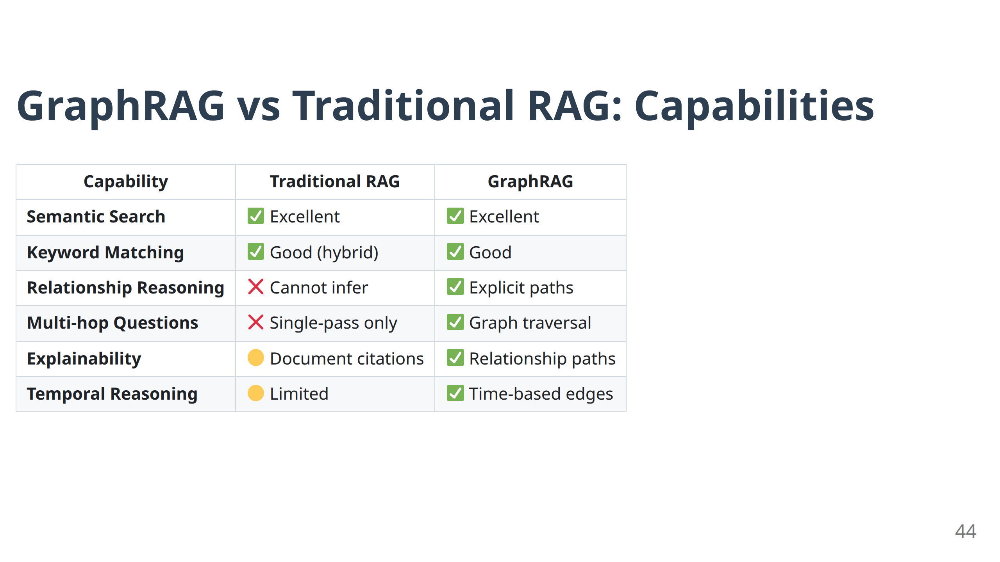 GraphRAG vs Traditional RAG: Capabilities
Capability Traditional RAG GraphRAG
Semantic Search ✅ Excellent ✅ Excellent
Keyword Matching ✅ Good (hybrid) ✅ Good
Relationship Reasoning ❌ Cannot infer ✅ Explicit paths
Multi-hop Questions ❌ Single-pass only ✅ Graph traversal
Explainability 🟡 Document citations ✅ Relationship paths
Temporal Reasoning 🟡 Limited ✅ Time-based edges
44